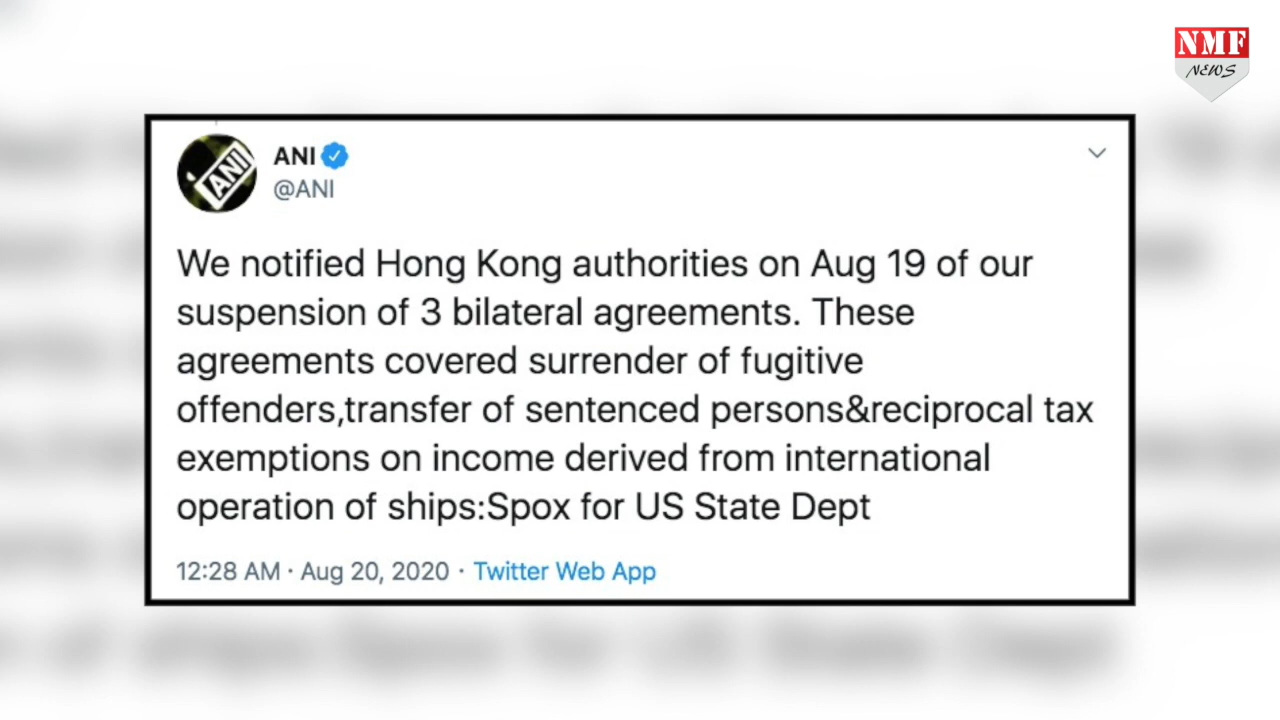 NMF
NEWS
ANI
ANI
@ANI
We notified Hong Kong authorities on Aug 19 of our
suspension of 3 bilateral agreements. These
agreements covered surrender of fugitive
offenders,transfer of sentenced persons&reciprocal tax
exemptions on income derived from international
operation of ships:Spox for US State Dept
12:28 AM · Aug 20, 2020 · Twitter Web App